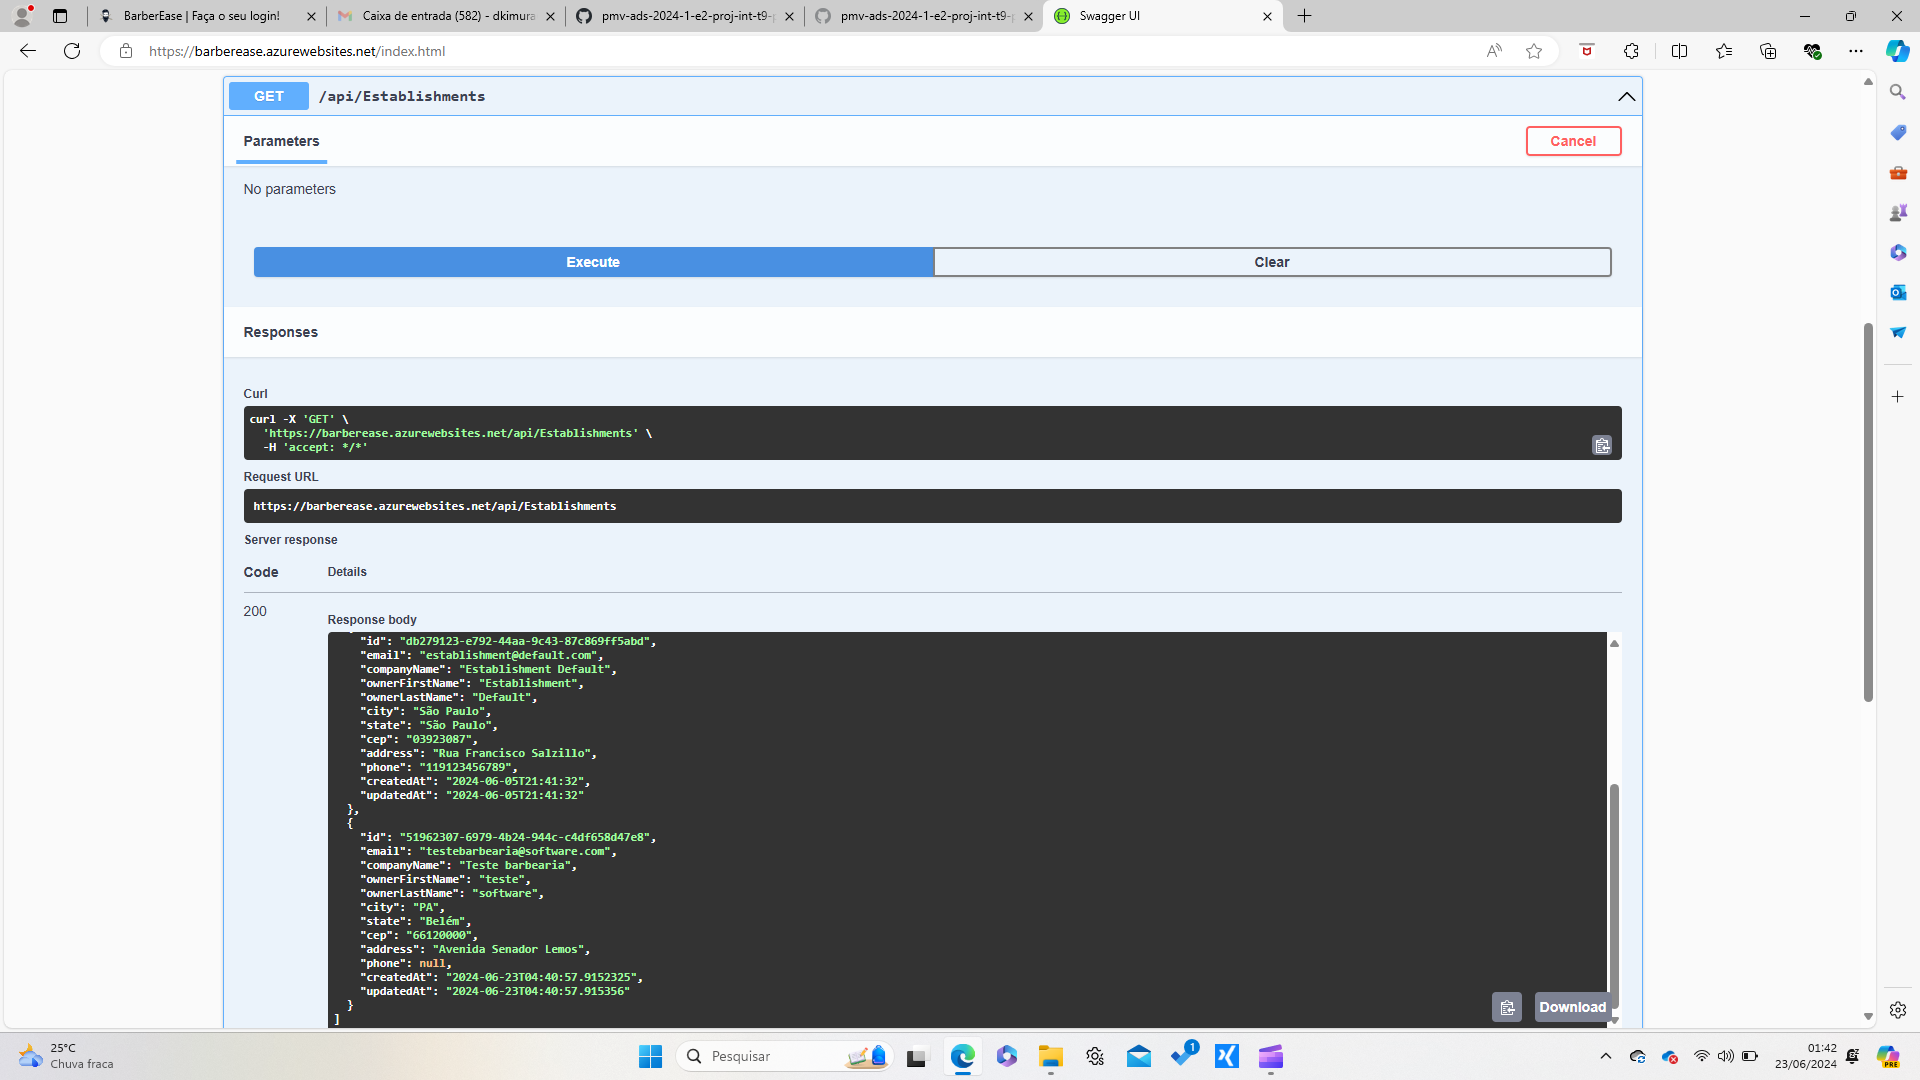 BarberEase | Faça o seu login!
Caixa de entrada (582) - dkimura
pmv-ads-2024-1-e2-proj-int-t9-
pmv-ads-2024-1-e2-proj-int-t9-
Swagger UI
https://barberease.azurewebsites.net/index.html
GET
/api/Establishments
Parameters
Cancel
No parameters
Execute
Clear
Responses
Curl
curl -X 'GET' \
'https://barberease.azurewebsites.net/api/Establishments' \
-H 'accept: */*'
Request URL
https://barberease.azurewebsites.net/api/Establishments
Server response
Code
Details
200
Response body
"id": "db279123-e792-44aa-9c43-87c869ff5abd",
"email": "establishment@default.com",
"companyName": "Establishment Default",
"ownerFirstName": "Establishment",
"ownerLastName": "Default",
"city": "São Paulo",
"state": "São Paulo",
"cep": "03923087",
"address": "Rua Francisco Salzillo",
"phone": "119123456789",
"createdAt": "2024-06-05T21:41:32",
"updatedAt": "2024-06-05T21:41:32"
},
{
"id": "51962307-6979-4b24-944c-c4df658d47e8",
"email": "testebarbearia@software.com",
"companyName": "Teste barbearia",
"ownerFirstName": "teste",
"ownerLastName": "software",
"city": "PA",
"state": "Belém",
"cep": "66120000",
"address": "Avenida Senador Lemos",
"phone": null,
"createdAt": "2024-06-23T04:40:57.9152325",
"updatedAt": "2024-06-23T04:40:57.915356"
}
]
Download
25°C
Chuva fraca
Pesquisar
1
01:42
23/06/2024
PRE